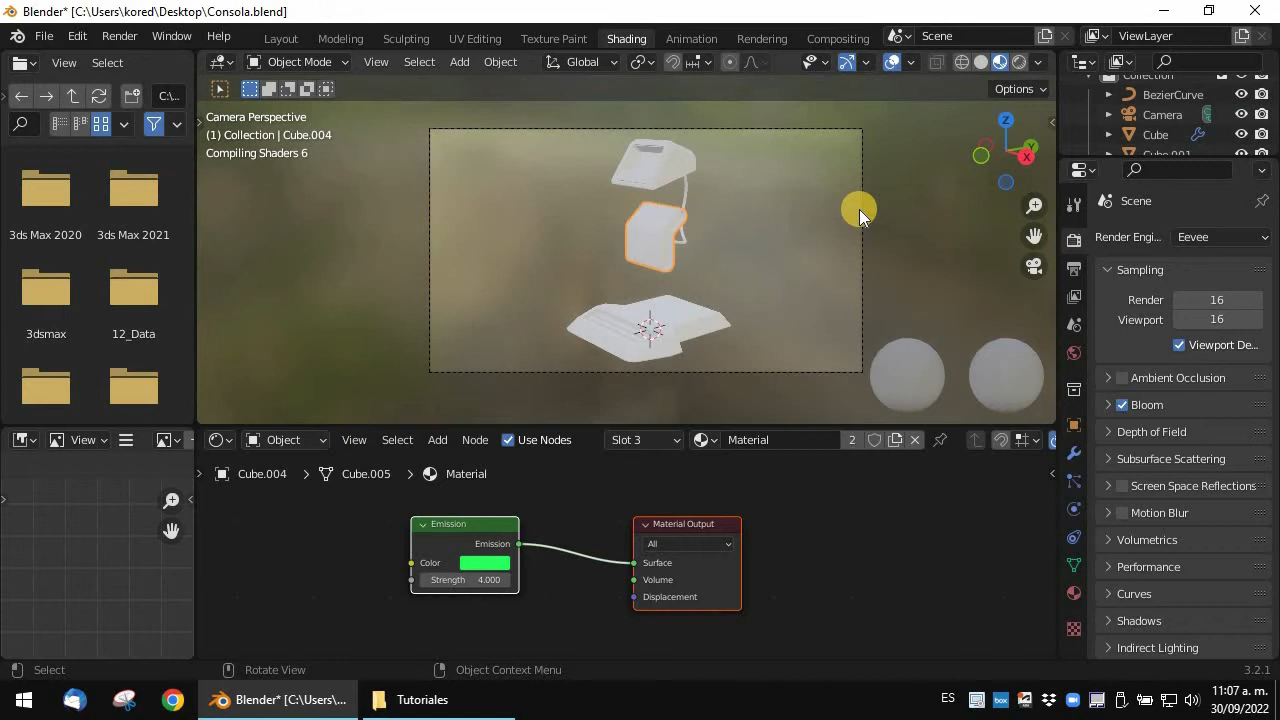 Blender* [C:\Users\kored\Desktop\Consola.blend]
File Edit Render Window Help
Layout Modeling Sculpting UV Editing Texture Paint Shading Animation Rendering Compositing
Scene
ViewLayer
View Select
Object Mode
View Select Add Object
Global
C:\...
Options
3ds Max 2020
3ds Max 2021
3dsmax
12_Data
Camera Perspective
(1) Collection | Cube.004
Compiling Shaders 6
Z
Y
X
Collection
BezierCurve
Camera
Cube
Cube.001
Scene
Render Engi...
Eevee
Sampling
Render 16
Viewport 16
Viewport De...
Ambient Occlusion
Bloom
Depth of Field
Subsurface Scattering
Screen Space Reflections
Motion Blur
Volumetrics
Performance
Curves
Shadows
Indirect Lighting
View
Object
View Select Add Node
Use Nodes
Slot 3
Material
2
Cube.004 > Cube.005 > Material
Emission
Emission
Color
Strength 4.000
Material Output
All
Surface
Volume
Displacement
Select
Rotate View
Object Context Menu
3.2.1
Blender* [C:\Users\...
Tutoriales
ES
box
11:07 a. m.
30/09/2022